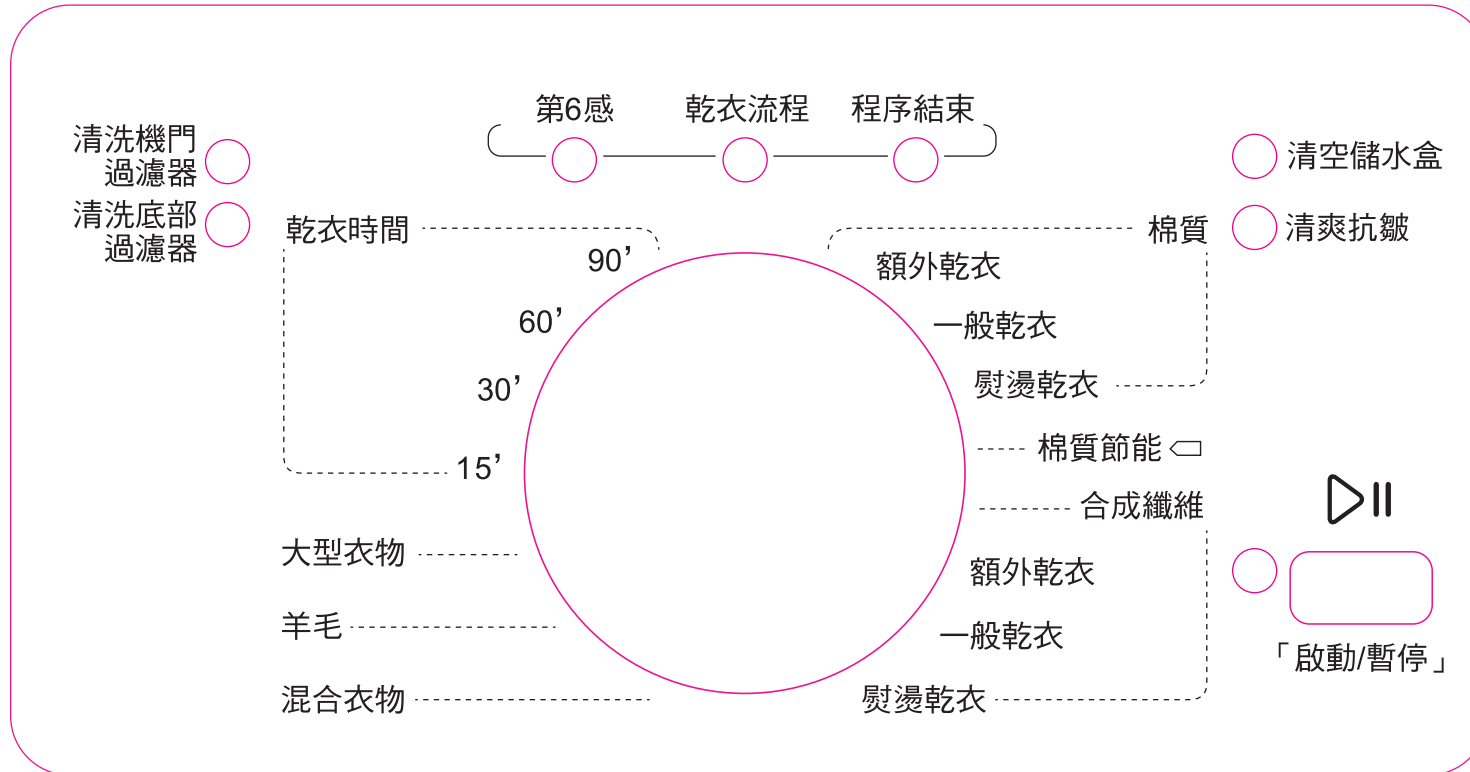 第6感
乾衣流程
程序結束
清洗機門
過濾器
清洗底部
過濾器
清空儲水盒
清爽抗皺
乾衣時間
90’
60’
30’
15’
大型衣物
羊毛
混合衣物
棉質
額外乾衣
一般乾衣
熨燙乾衣
棉質節能
合成纖維
額外乾衣
一般乾衣
熨燙乾衣
「啟動/暫停」